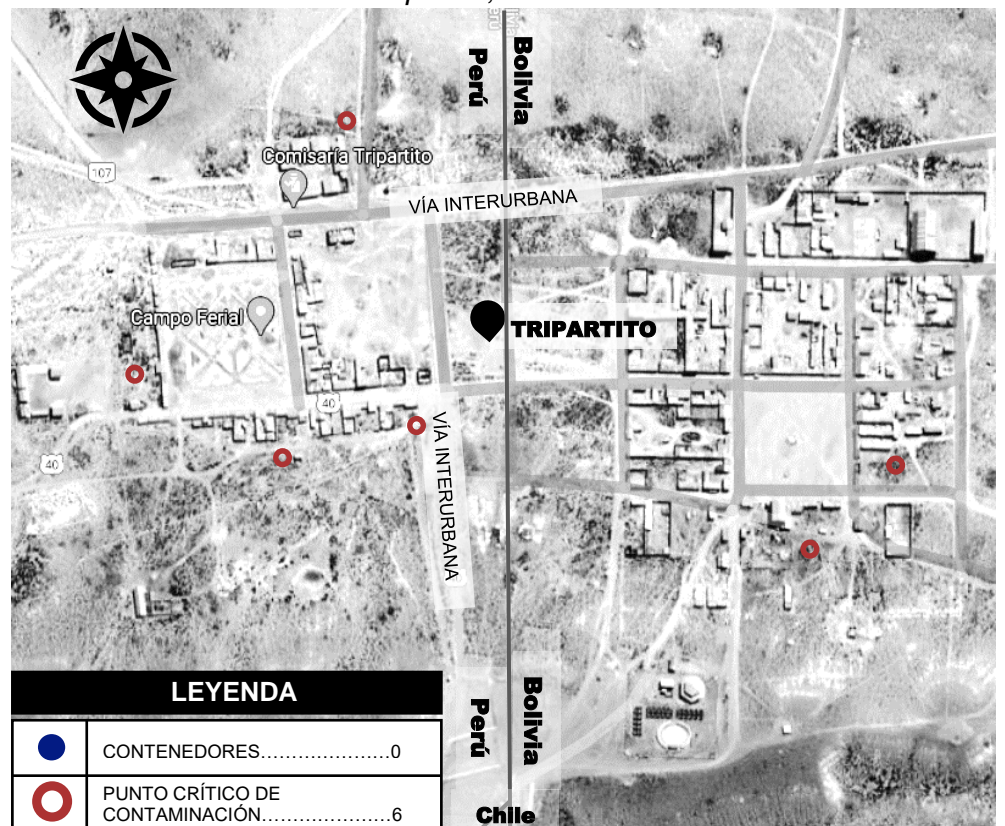 Perú
Bolivia
Comisaría Tripartito
107
VÍA INTERURBANA
Campo Ferial
TRIPARTITO
40
VÍA INTERURBANA
40
LEYENDA
CONTENEDORES.....................0
PUNTO CRÍTICO DE
CONTAMINACIÓN.....................6
Perú
Bolivia
Chile